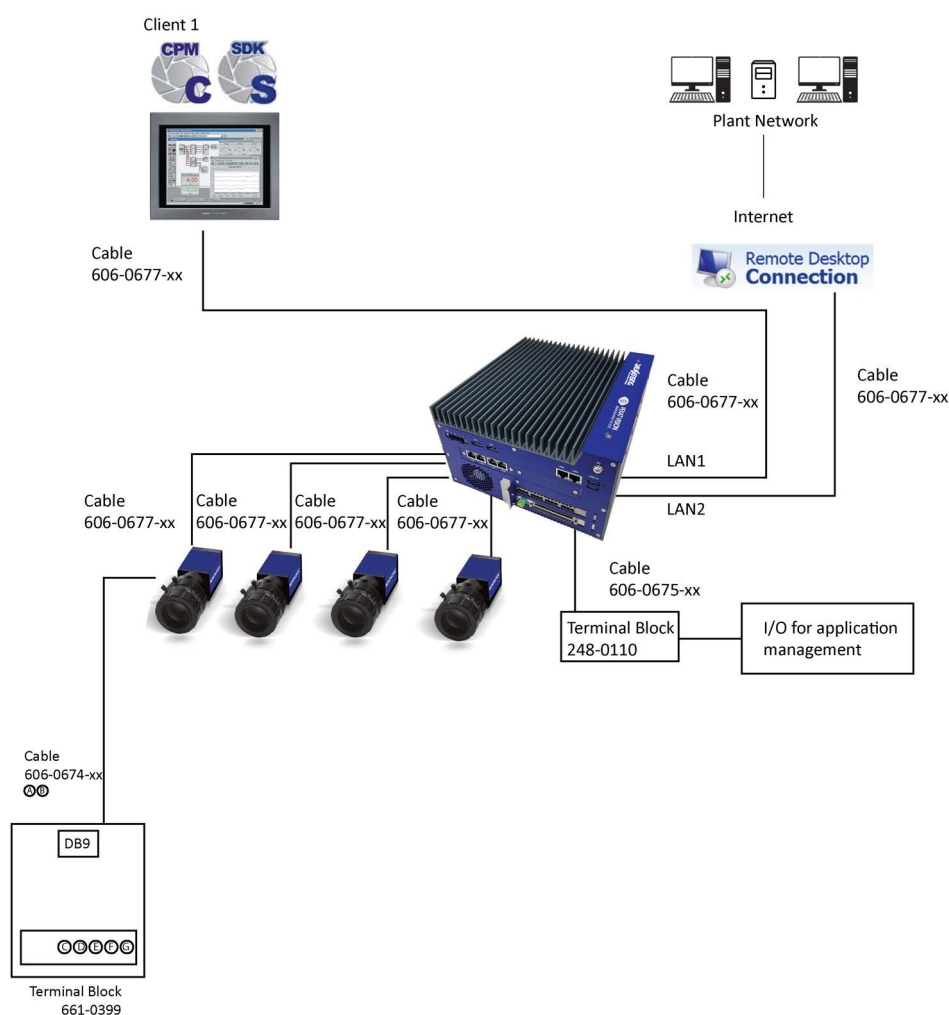 Client 1
CPM
C
SDK
S
Plant Network
Internet
Remote Desktop
Connection
Cable
606-0677-xx
Cable
606-0677-xx
Cable
606-0677-xx
LAN1
LAN2
Cable
606-0677-xx
Cable
606-0677-xx
Cable
606-0677-xx
Cable
606-0677-xx
Cable
606-0675-xx
Terminal Block
248-0110
I/O for application
management
Cable
606-0674-xx
A B
DB9
C D E F G
Terminal Block
661-0399